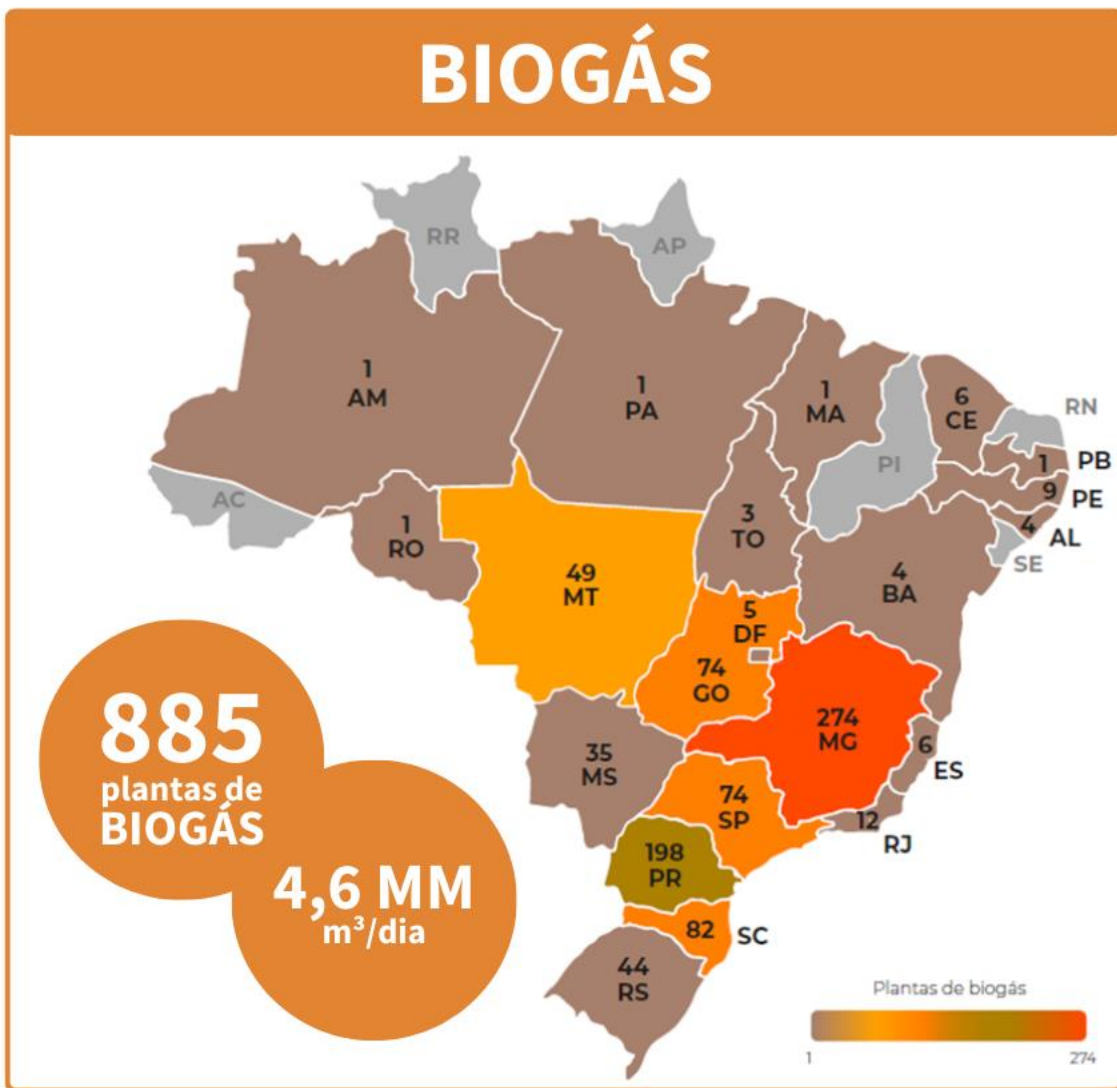 BIOGÁS
RR
AP
1
AM
1
PA
1
MA
6
CE
RN
1
PB
9
PE
4
AL
SE
PI
AC
1
RO
3
TO
49
MT
4
BA
5
DF
74
GO
274
MG
6
ES
35
MS
74
SP
12
RJ
198
PR
82
SC
44
RS
885
plantas de
BIOGÁS
4,6 MM
m³/dia
Plantas de biogás
1
274